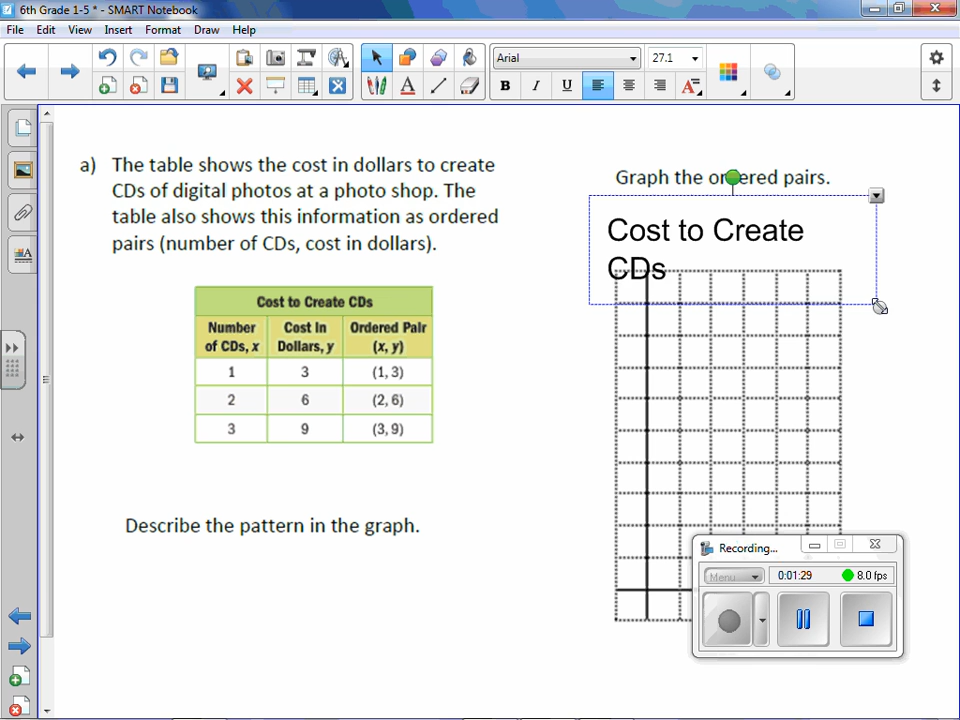 6th Grade 1-5 * - SMART Notebook
File Edit View Insert Format Draw Help
Arial 27.1
B I U A
a) The table shows the cost in dollars to create
CDs of digital photos at a photo shop. The
table also shows this information as ordered
pairs (number of CDs, cost in dollars).
Cost to Create CDs
Number of CDs, x Cost in Dollars, y Ordered Pair (x, y)
1 3 (1, 3)
2 6 (2, 6)
3 9 (3, 9)
Describe the pattern in the graph.
Graph the ordered pairs.
Cost to Create
CDs
Recording...
Menu 0:01:29 8.0 fps